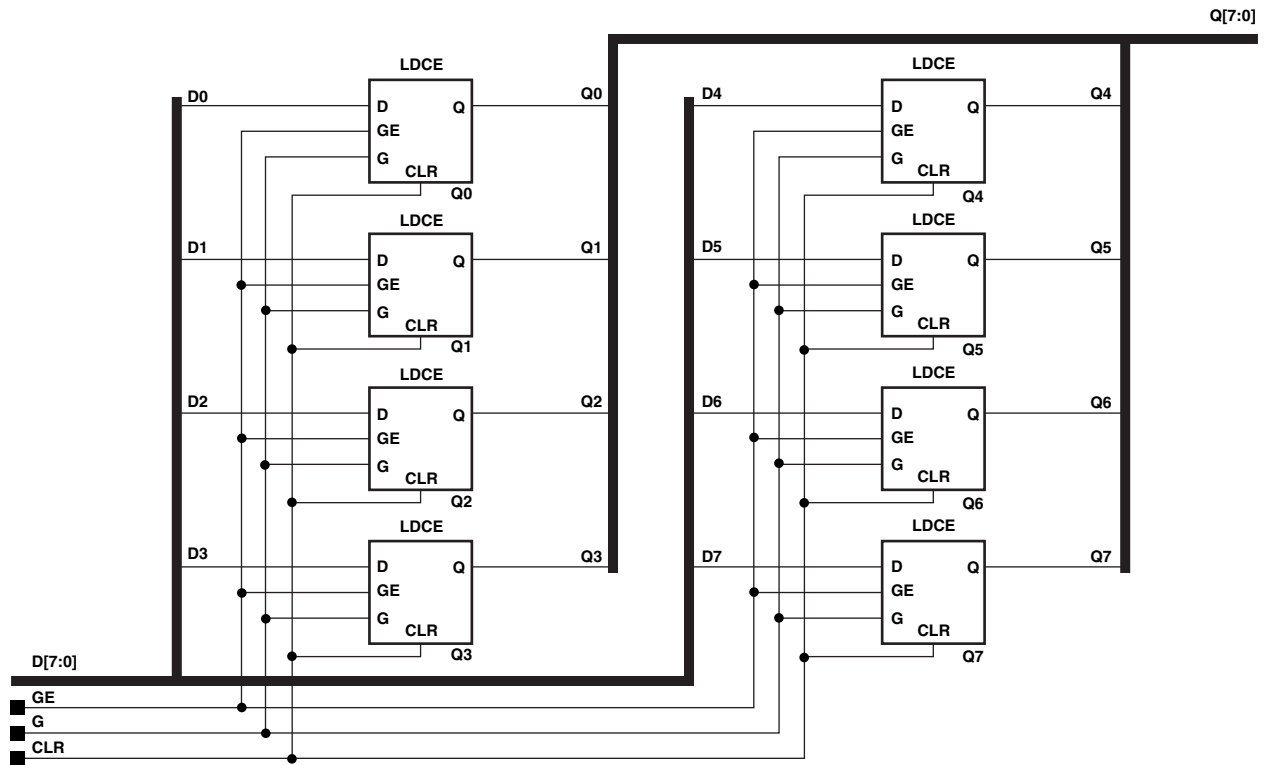 Q[7:0]
LDCE
D0
D
Q
Q0
GE
G
CLR
Q0
LDCE
D1
D
Q
Q1
GE
G
CLR
Q1
LDCE
D2
D
Q
Q2
GE
G
CLR
Q2
LDCE
D3
D
Q
Q3
GE
G
CLR
Q3
LDCE
D4
D
Q
Q4
GE
G
CLR
Q4
LDCE
D5
D
Q
Q5
GE
G
CLR
Q5
LDCE
D6
D
Q
Q6
GE
G
CLR
Q6
LDCE
D7
D
Q
Q7
GE
G
CLR
Q7
D[7:0]
GE
G
CLR